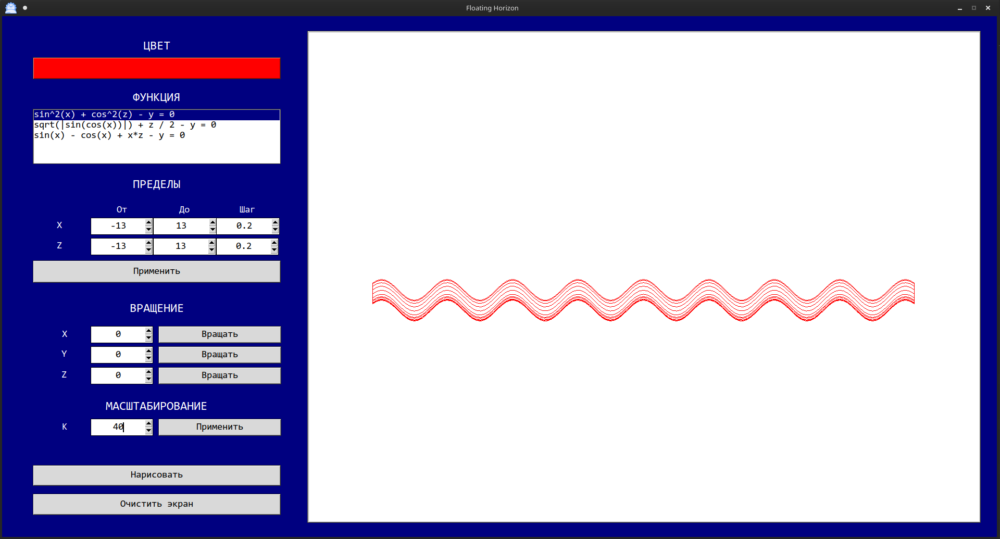 Floating Horizon
ЦВЕТ
ФУНКЦИЯ
sin^2(x) + cos^2(z) - y = 0
sqrt(|sin(cos(x))|) + z / 2 - y = 0
sin(x) - cos(x) + x*z - y = 0
ПРЕДЕЛЫ
От До Шаг
X -13 13 0.2
Z -13 13 0.2
Применить
ВРАЩЕНИЕ
X 0 Вращать
Y 0 Вращать
Z 0 Вращать
МАСШТАБИРОВАНИЕ
K 40 Применить
Нарисовать
Очистить экран